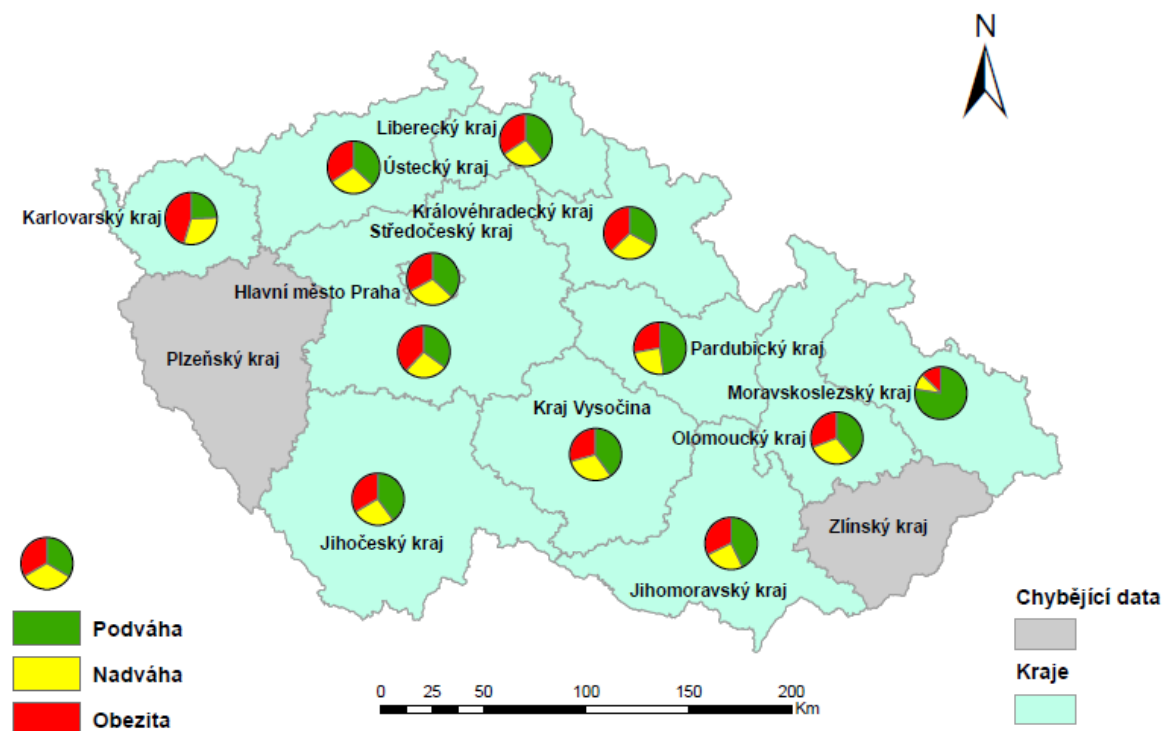 N
Liberecký kraj
Ústecký kraj
Karlovarský kraj
Královéhradecký kraj
Středočeský kraj
Hlavní město Praha
Plzeňský kraj
Pardubický kraj
Moravskoslezský kraj
Kraj Vysočina
Olomoucký kraj
Zlínský kraj
Jihočeský kraj
Jihomoravský kraj
Podváha
Nadváha
Obezita
0 25 50 100 150 200
Km
Chybějící data
Kraje